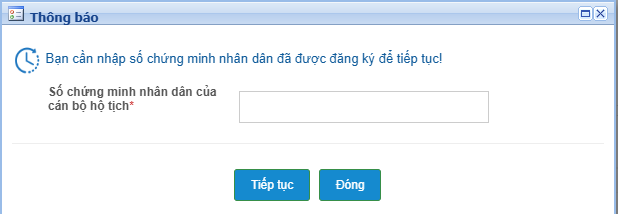 Thông báo
Bạn cần nhập số chứng minh nhân dân đã được đăng ký để tiếp tục!
Số chứng minh nhân dân của
cán bộ hộ tịch*
Tiếp tục Đóng